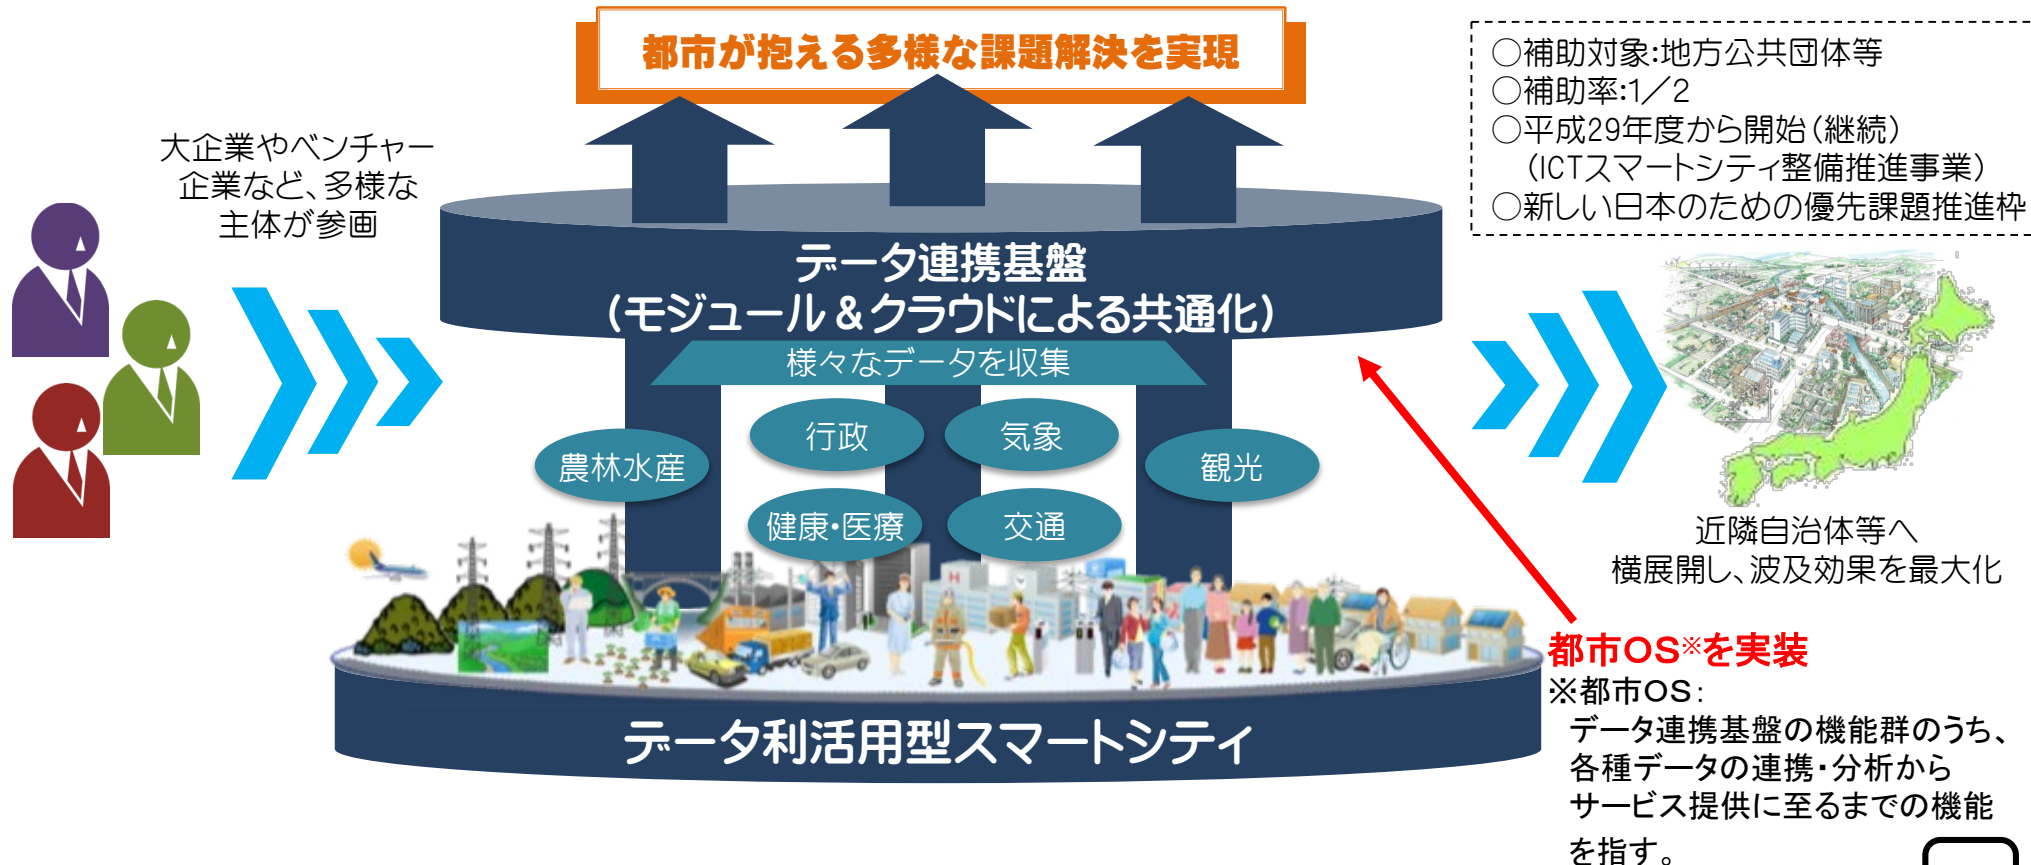 都市が抱える多様な課題解決を実現
大企業やベンチャー
企業など、多様な
主体が参画
○補助対象:地方公共団体等
○補助率:1／2
○平成29年度から開始（継続）
（ICTスマートシティ整備推進事業）
○新しい日本のための優先課題推進枠
データ連携基盤
（モジュール＆クラウドによる共通化）
様々なデータを収集
行政
気象
農林水産
観光
健康・医療
交通
近隣自治体等へ
横展開し、波及効果を最大化
データ利活用型スマートシティ
都市OS※を実装
※都市OS：
データ連携基盤の機能群のうち、
各種データの連携・分析から
サービス提供に至るまでの機能
を指す。